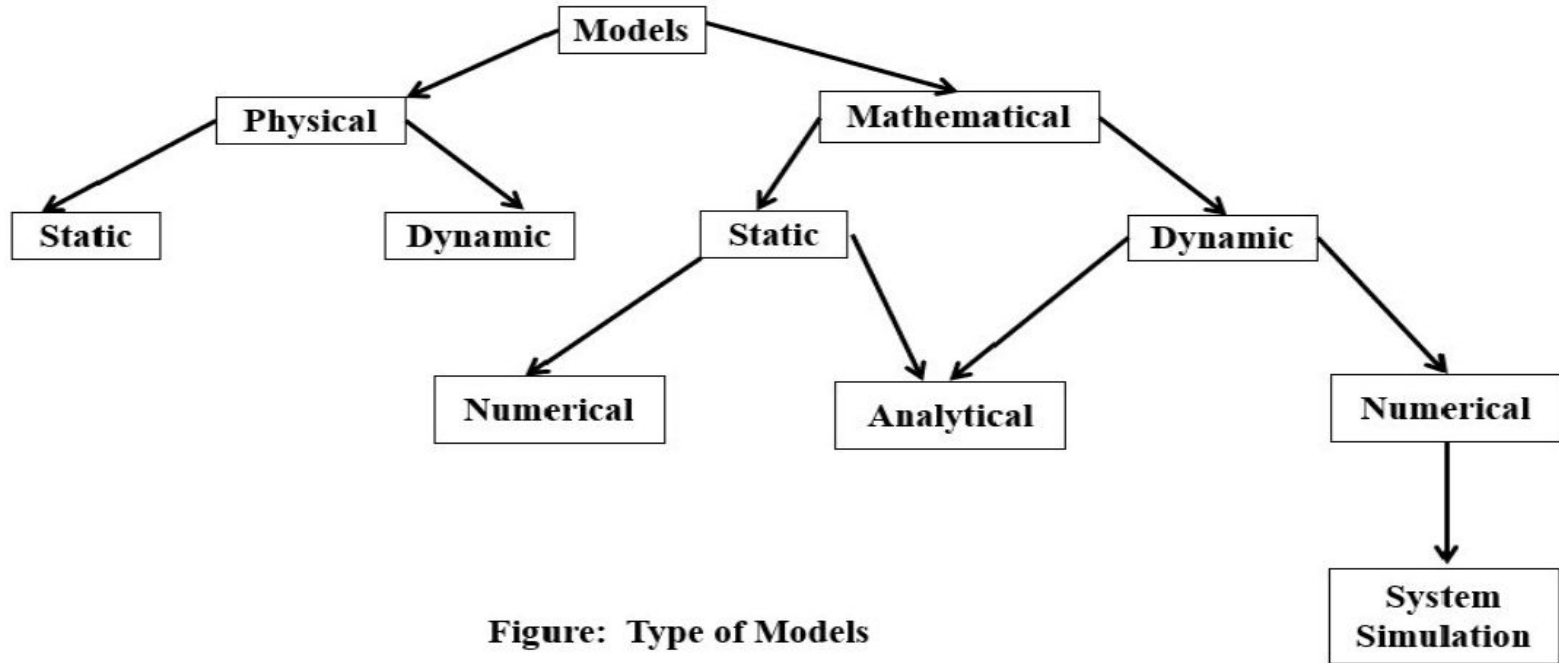 Models
Physical
Mathematical
Static
Dynamic
Static
Dynamic
Numerical
Analytical
Numerical
System
Simulation
Figure: Type of Models